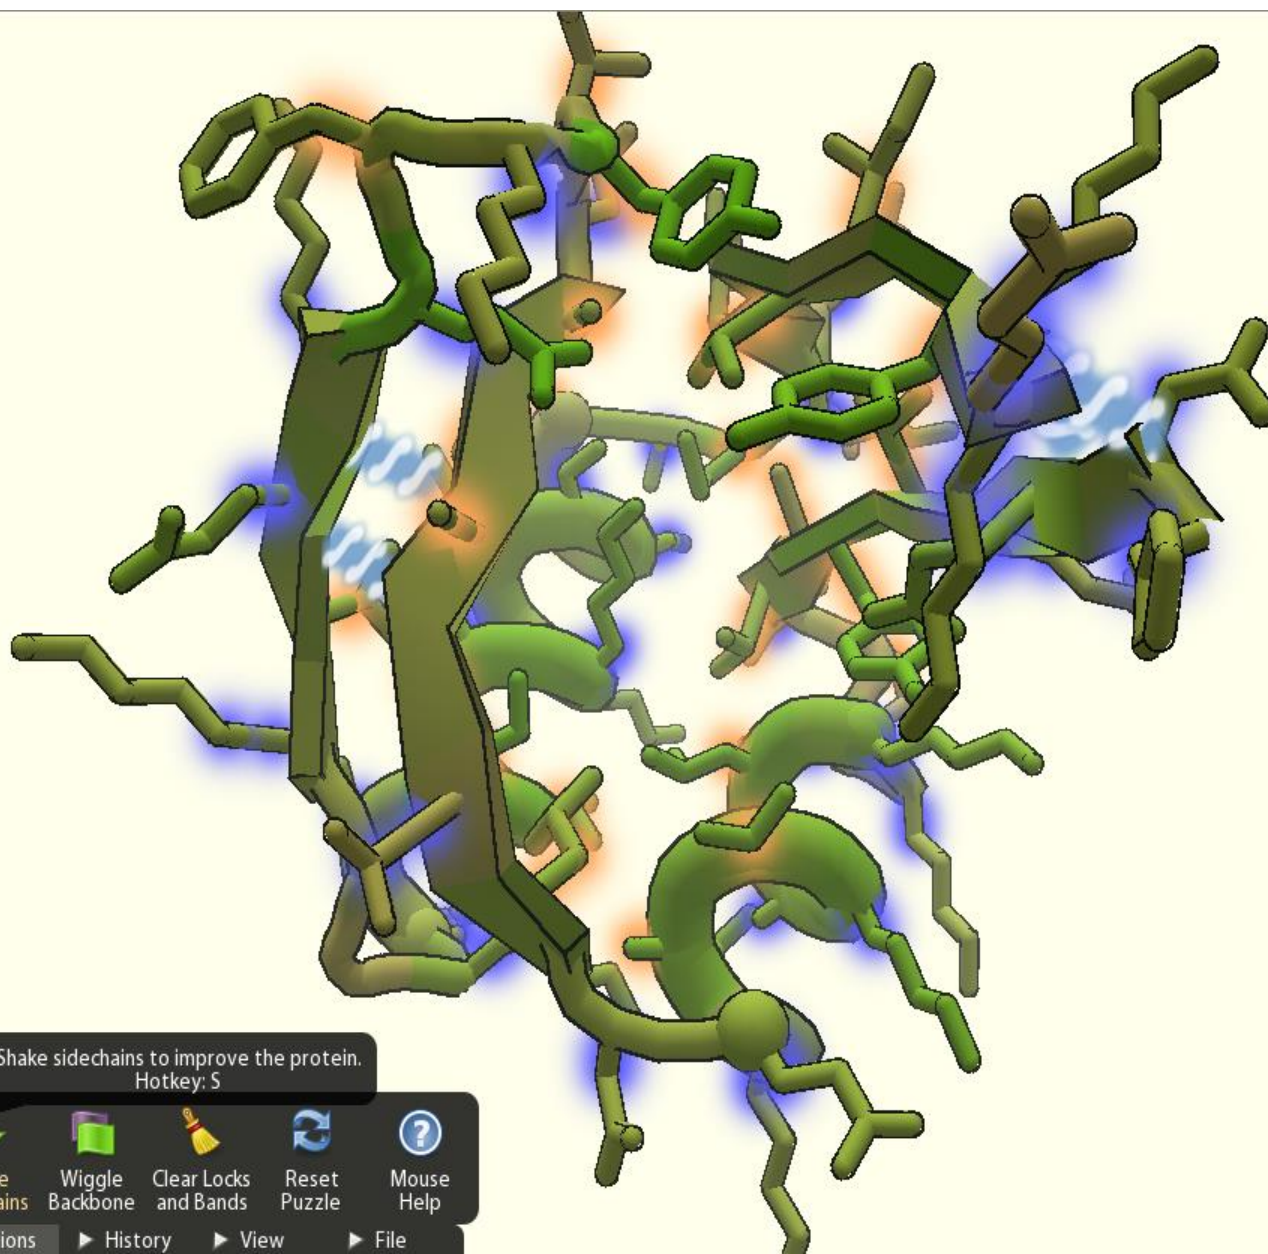 Shake sidechains to improve the protein.
Hotkey: S
Wiggle Backbone
Clear Locks and Bands
Reset Puzzle
Mouse Help
History
View
File